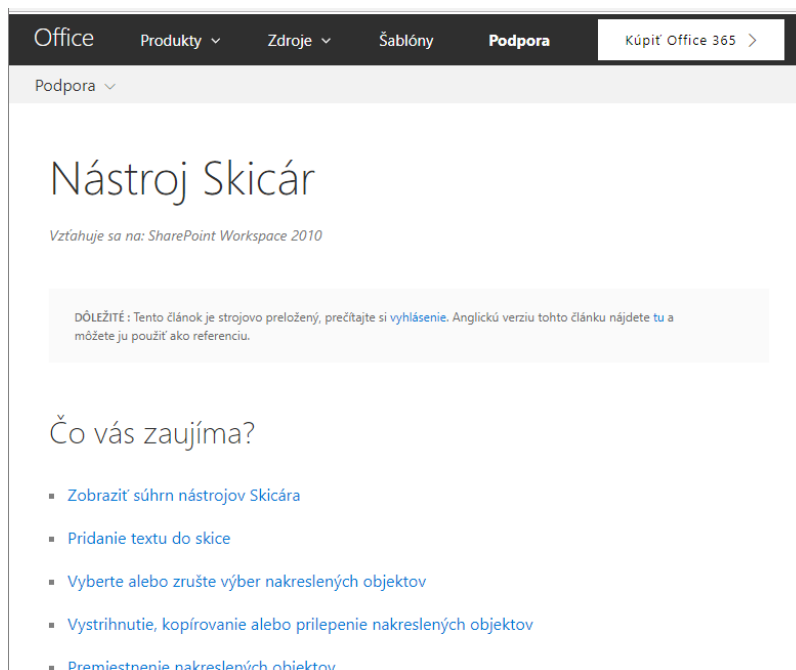 Office Produkty Zdroje Šablóny Podpora Kúpiť Office 365
Podpora
Nástroj Skicár
Vzťahuje sa na: SharePoint Workspace 2010
DÔLEŽITÉ : Tento článok je strojovo preložený, prečítajte si vyhlásenie. Anglickú verziu tohto článku nájdete tu a
môžete ju použiť ako referenciu.
Čo vás zaujíma?
Zobraziť súhrn nástrojov Skicára
Pridanie textu do skice
Vyberte alebo zrušte výber nakreslených objektov
Vystrihnutie, kopírovanie alebo prilepenie nakreslených objektov
Premiestnenie nakreslených objektov